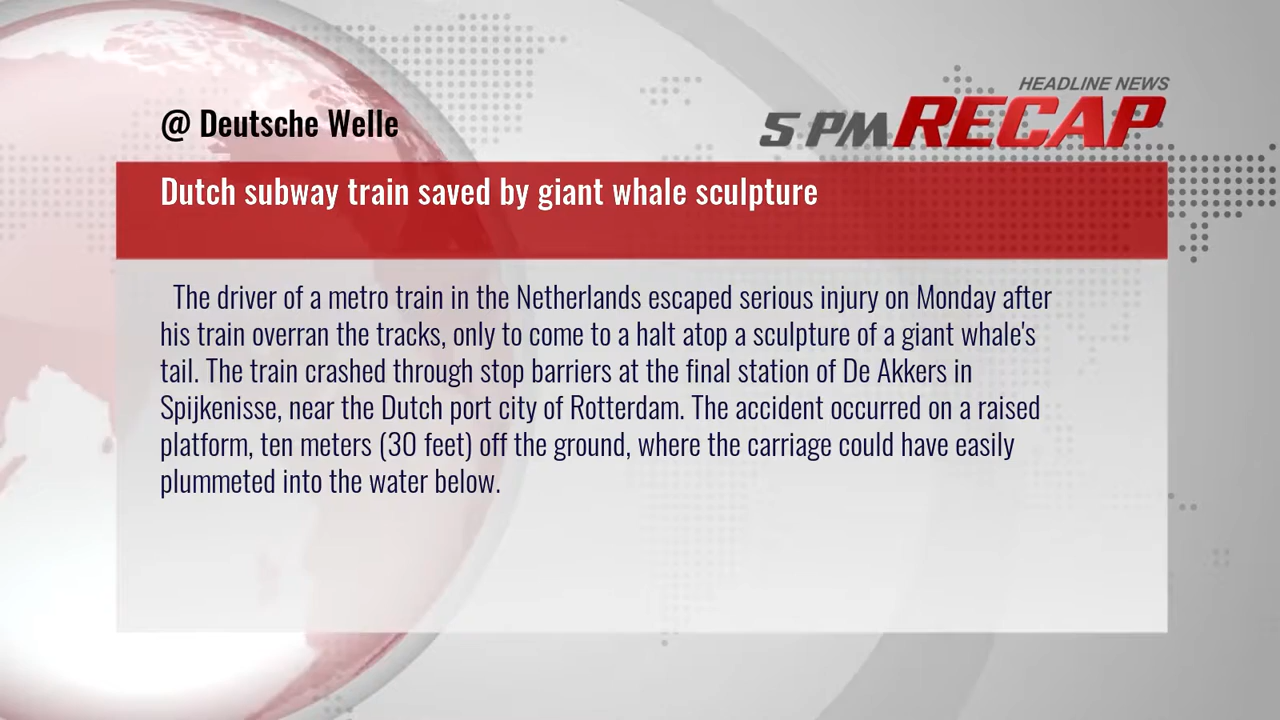 HEADLINE NEWS
@ Deutsche Welle
5 PM RECAP
Dutch subway train saved by giant whale sculpture
The driver of a metro train in the Netherlands escaped serious injury on Monday after
his train overran the tracks, only to come to a halt atop a sculpture of a giant whale's
tail. The train crashed through stop barriers at the final station of De Akkers in
Spijkenisse, near the Dutch port city of Rotterdam. The accident occurred on a raised
platform, ten meters (30 feet) off the ground, where the carriage could have easily
plummeted into the water below.